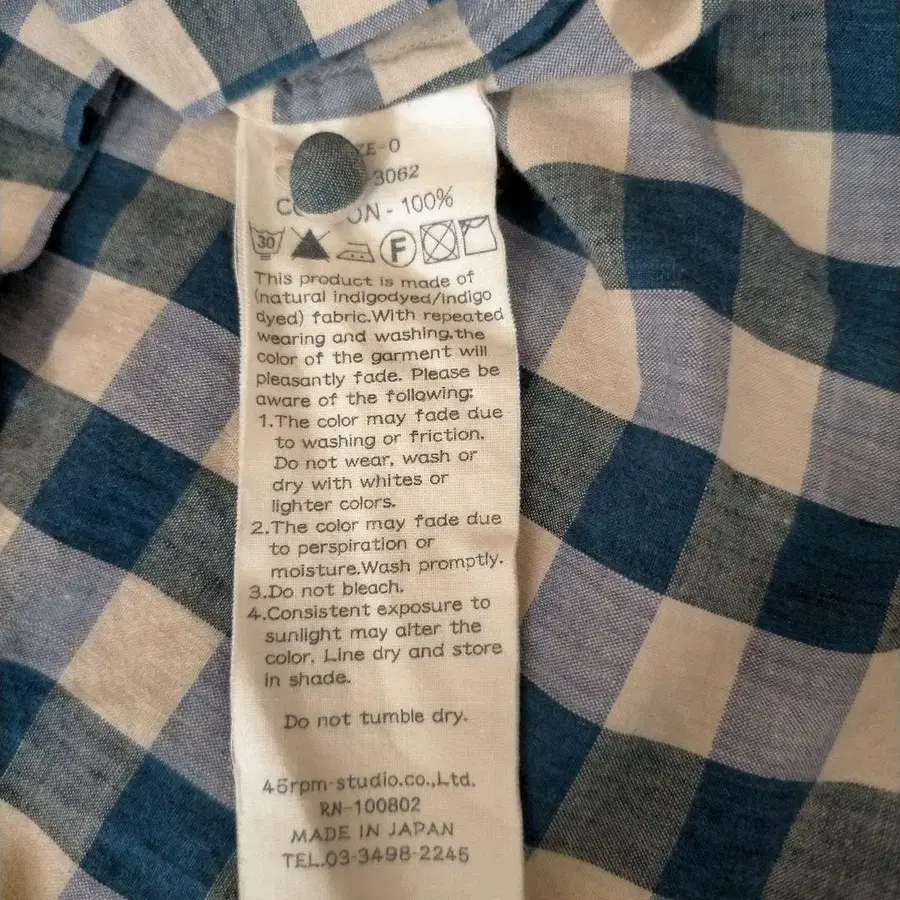 ZE-0
3062
ON - 100%
30 F
This product is made of
(natural indigodyed/indigo
dyed) fabric.With repeated
wearing and washing,the
color of the garment will
pleasantly fade. Please be
aware of the following:
1.The color may fade due
to washing or friction.
Do not wear, wash or
dry with whites or
lighter colors.
2.The color may fade due
to perspiration or
moisture.Wash promptly.
3.Do not bleach.
4.Consistent exposure to
sunlight may alter the
color. Line dry and store
in shade.
Do not tumble dry.
45rpm-studio.co.,Ltd.
RN-100802
MADE IN JAPAN
TEL.03-3498-2245